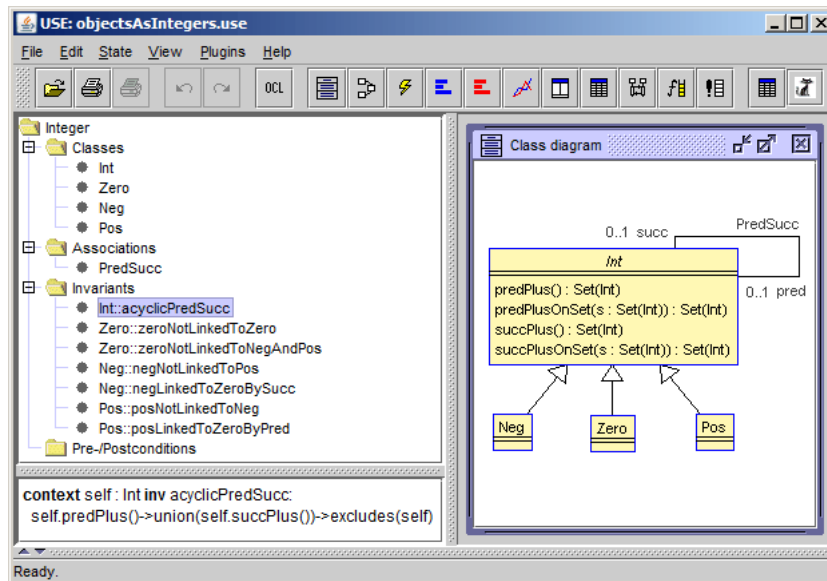 USE: objectsAsIntegers.use
File Edit State View Plugins Help
OCL
Integer
Classes
Int
Zero
Neg
Pos
Associations
PredSucc
Invariants
Int::acyclicPredSucc
Zero::zeroNotLinkedToZero
Zero::zeroNotLinkedToNegAndPos
Neg::negNotLinkedToPos
Neg::negLinkedToZeroBySucc
Pos::posNotLinkedToNeg
Pos::posLinkedToZeroByPred
Pre-/Postconditions
context self : Int inv acyclicPredSucc:
self.predPlus()->union(self.succPlus())->excludes(self)
Class diagram
PredSucc
0..1 succ
Int
0..1 pred
predPlus() : Set(Int)
predPlusOnSet(s : Set(Int)) : Set(Int)
succPlus() : Set(Int)
succPlusOnSet(s : Set(Int)) : Set(Int)
Neg
Zero
Pos
Ready.